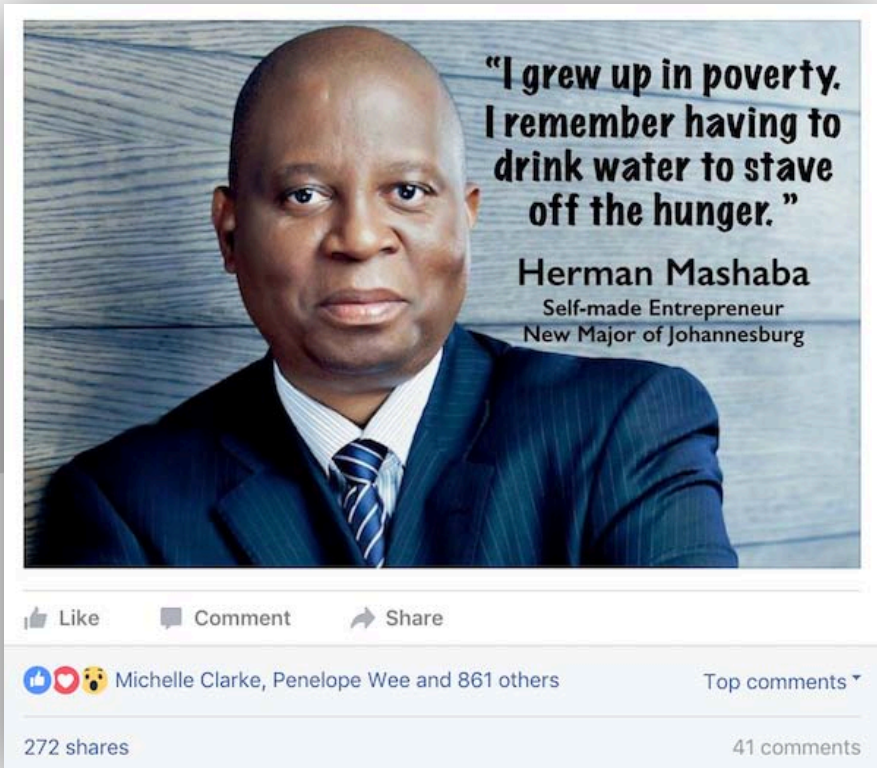 “I grew up in poverty.
I remember having to
drink water to stave
off the hunger.”
Herman Mashaba
Self-made Entrepreneur
New Major of Johannesburg
Like Comment Share
Michelle Clarke, Penelope Wee and 861 others Top comments
272 shares 41 comments